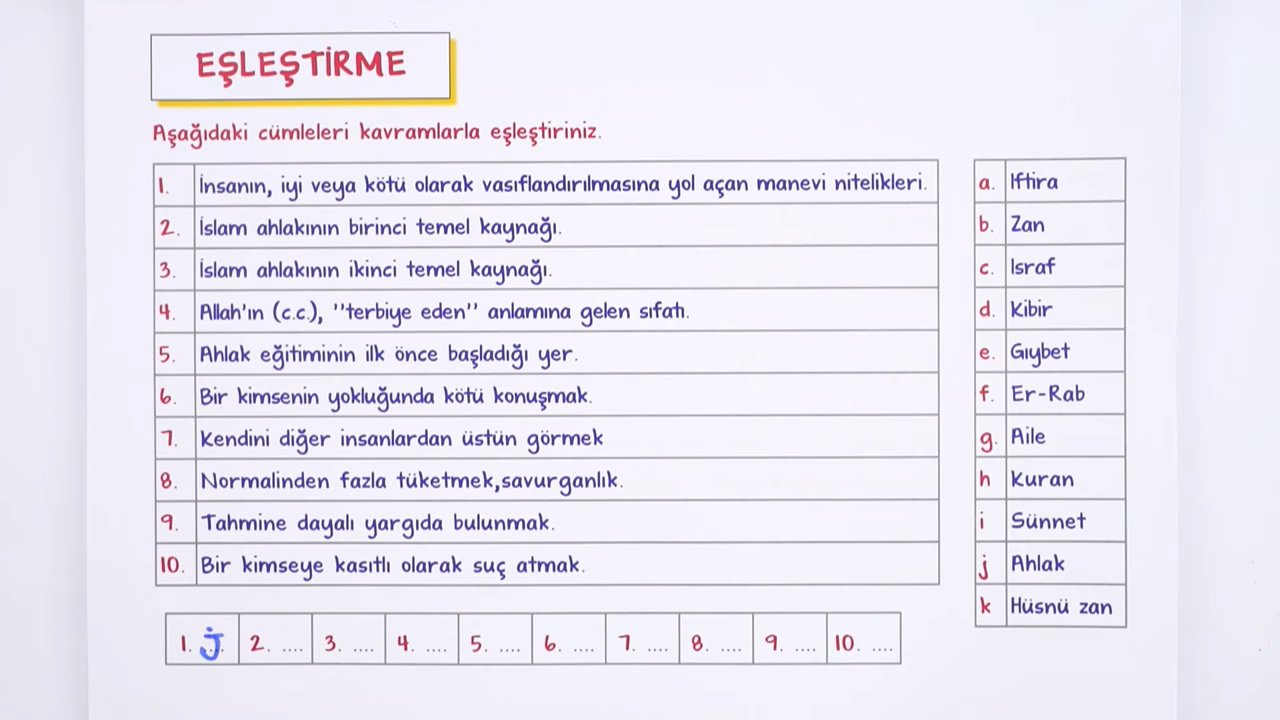 EŞLEŞTİRME
Aşağıdaki cümleleri kavramlarla eşleştiriniz.
1. İnsanın, iyi veya kötü olarak vasıflandırılmasına yol açan manevi nitelikleri.
2. İslam ahlakının birinci temel kaynağı.
3. İslam ahlakının ikinci temel kaynağı.
4. Allah'ın (c.c.), ''terbiye eden'' anlamına gelen sıfatı.
5. Ahlak eğitiminin ilk önce başladığı yer.
6. Bir kimsenin yokluğunda kötü konuşmak.
7. Kendini diğer insanlardan üstün görmek
8. Normalinden fazla tüketmek,savurganlık.
9. Tahmine dayalı yargıda bulunmak.
10. Bir kimseye kasıtlı olarak suç atmak.
a. Iftira
b. Zan
c. Israf
d. Kibir
e. Gıybet
f. Er-Rab
g. Aile
h Kuran
i Sünnet
j Ahlak
k Hüsnü zan
1. j 2. .... 3. .... 4. .... 5. .... 6. .... 7. .... 8. .... 9. .... 10. ....